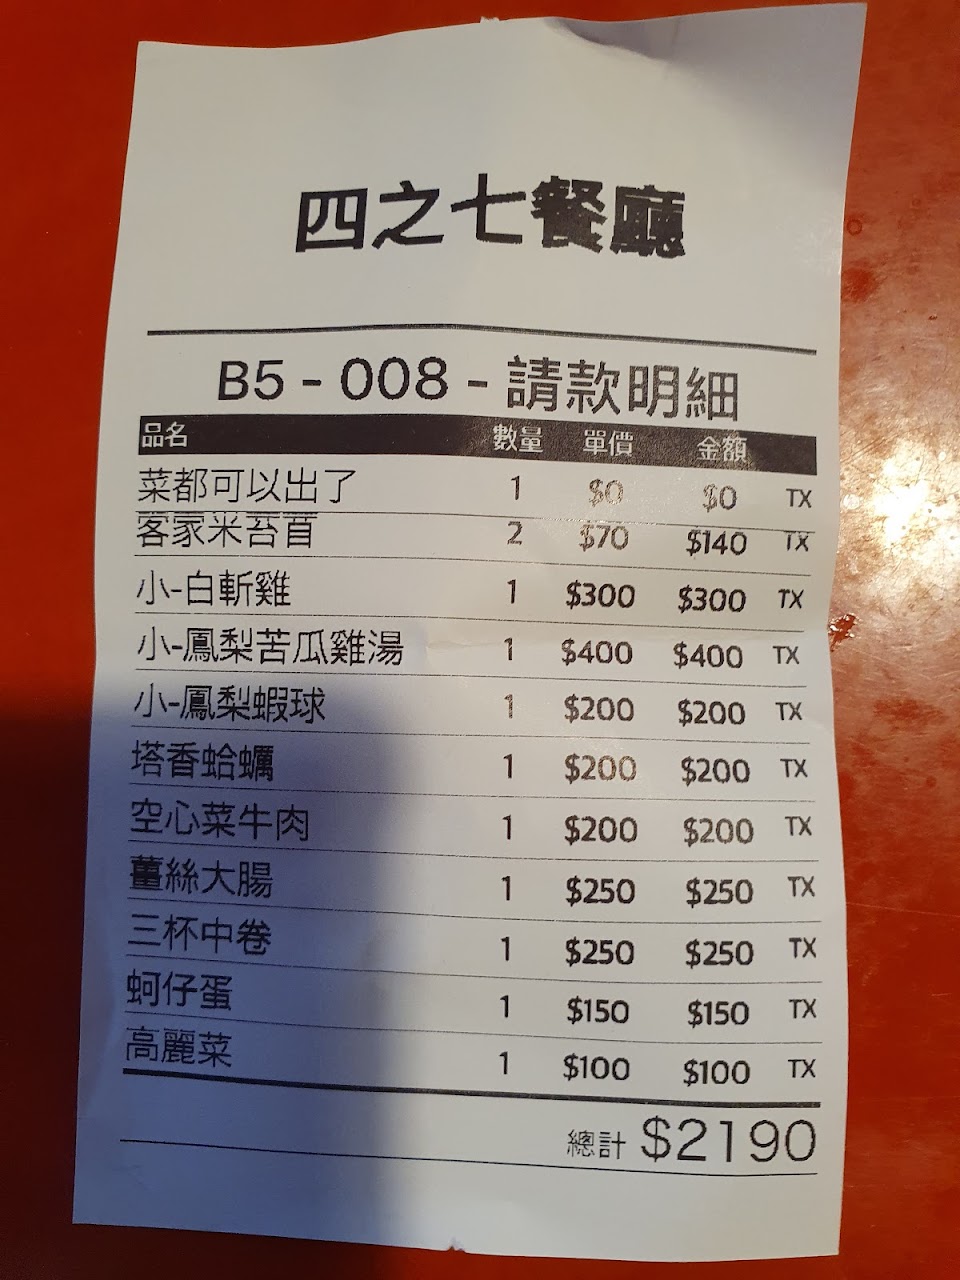 四之七餐廳
B5 - 008 - 請款明細
品名 數量 單價 金額
菜都可以出了 1 $0 $0 TX
客家米苔目 2 $70 $140 TX
小-白斬雞 1 $300 $300 TX
小-鳳梨苦瓜雞湯 1 $400 $400 TX
小-鳳梨蝦球 1 $200 $200 TX
塔香蛤蠣 1 $200 $200 TX
空心菜牛肉 1 $200 $200 TX
薑絲大腸 1 $250 $250 TX
三杯中卷 1 $250 $250 TX
蚵仔蛋 1 $150 $150 TX
高麗菜 1 $100 $100 TX
總計 $2190